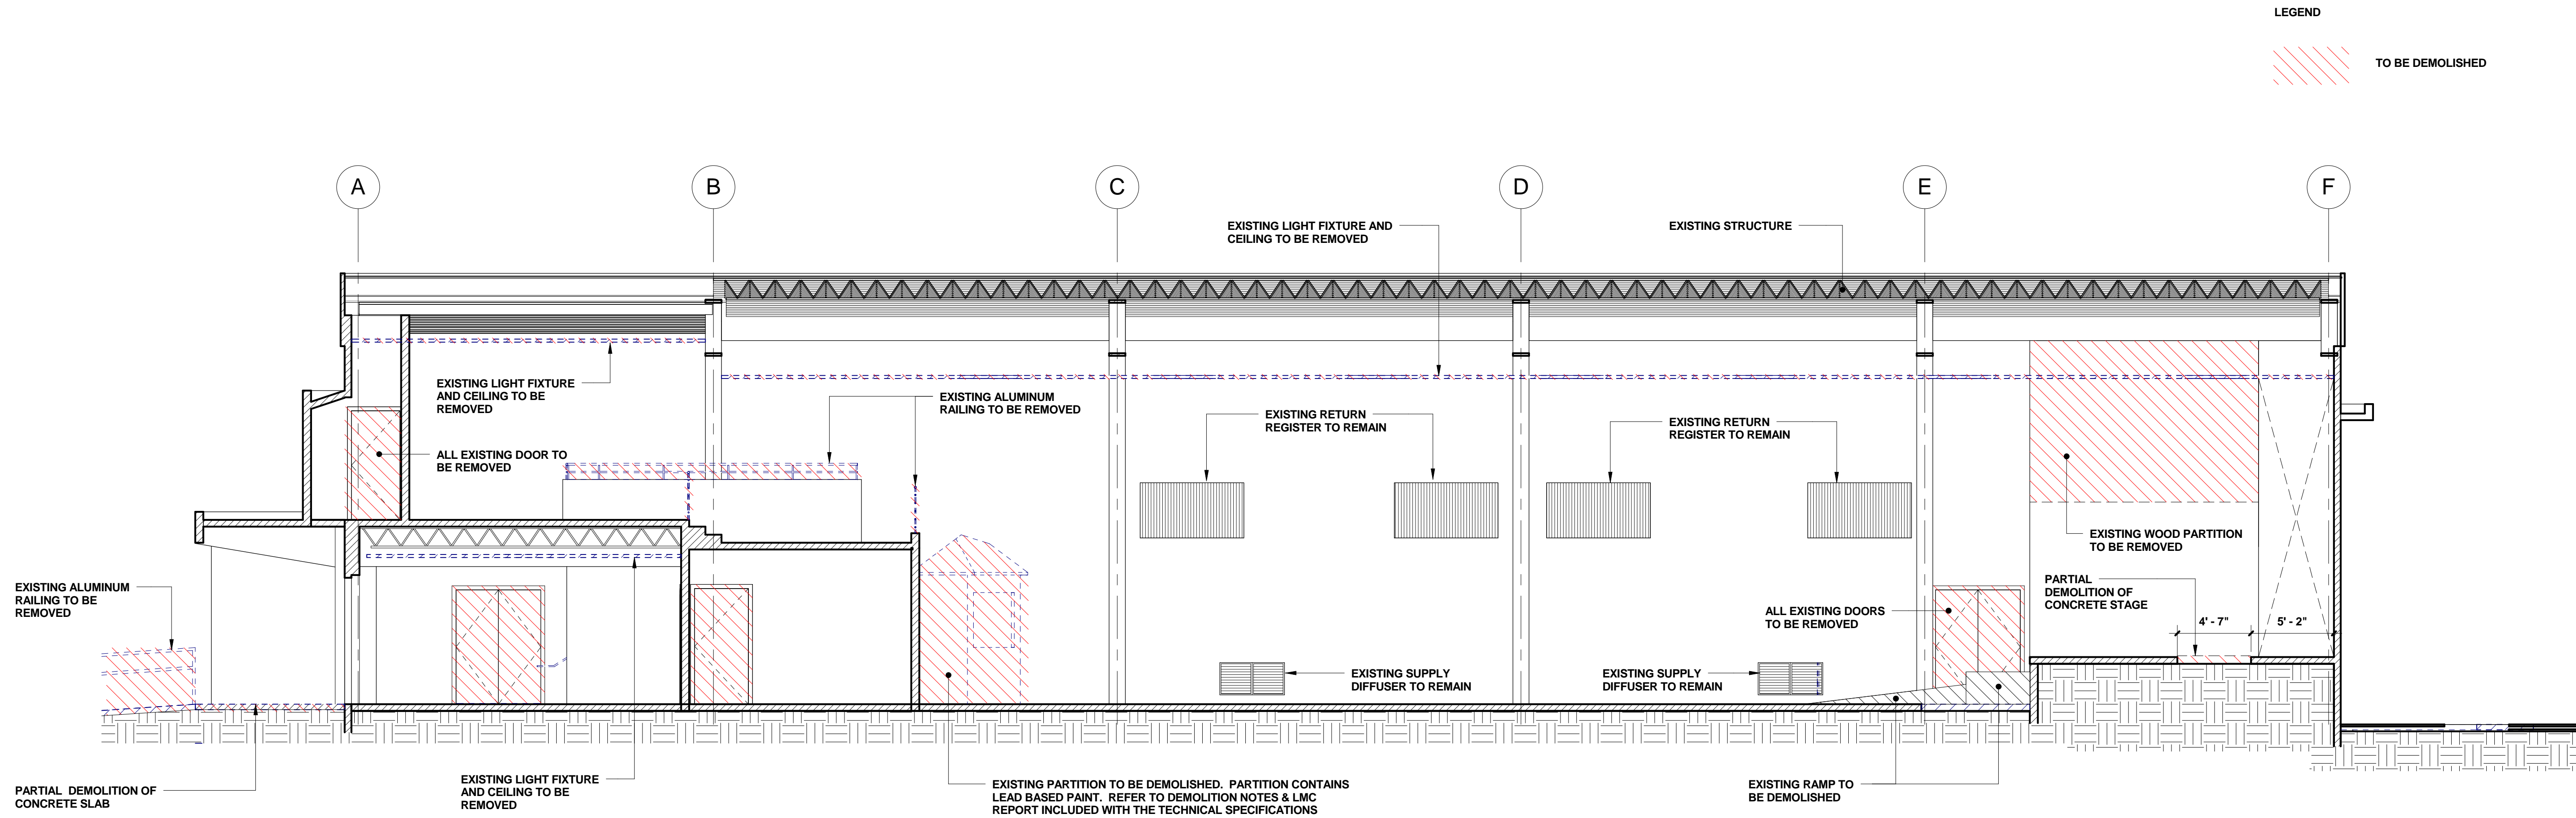 LEGEND
TO BE DEMOLISHED
A
B
C
D
E
F
EXISTING LIGHT FIXTURE AND
CEILING TO BE REMOVED
EXISTING STRUCTURE
EXISTING LIGHT FIXTURE
AND CEILING TO BE
REMOVED
EXISTING ALUMINUM
RAILING TO BE REMOVED
EXISTING RETURN
REGISTER TO REMAIN
EXISTING RETURN
REGISTER TO REMAIN
ALL EXISTING DOOR TO
BE REMOVED
EXISTING WOOD PARTITION
TO BE REMOVED
EXISTING ALUMINUM
RAILING TO BE
REMOVED
PARTIAL
DEMOLITION OF
CONCRETE STAGE
ALL EXISTING DOORS
TO BE REMOVED
4' - 7"
5' - 2"
EXISTING SUPPLY
DIFFUSER TO REMAIN
EXISTING SUPPLY
DIFFUSER TO REMAIN
PARTIAL DEMOLITION OF
CONCRETE SLAB
EXISTING LIGHT FIXTURE
AND CEILING TO BE
REMOVED
EXISTING PARTITION TO BE DEMOLISHED. PARTITION CONTAINS
LEAD BASED PAINT. REFER TO DEMOLITION NOTES & LMC
REPORT INCLUDED WITH THE TECHNICAL SPECIFICATIONS
EXISTING RAMP TO
BE DEMOLISHED